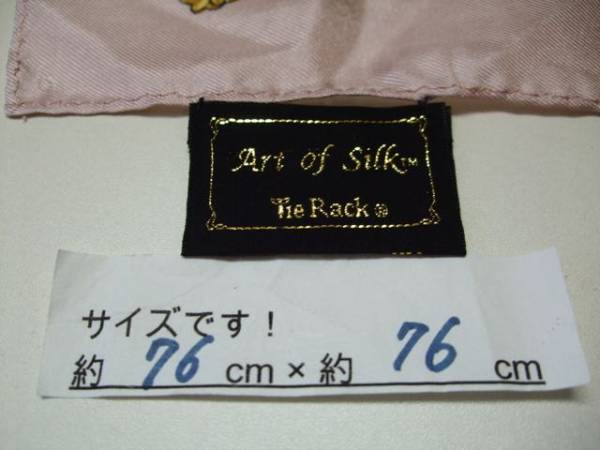 Art of Silk™
Tie Rack®
サイズです！
約 76 cm × 約 76 cm